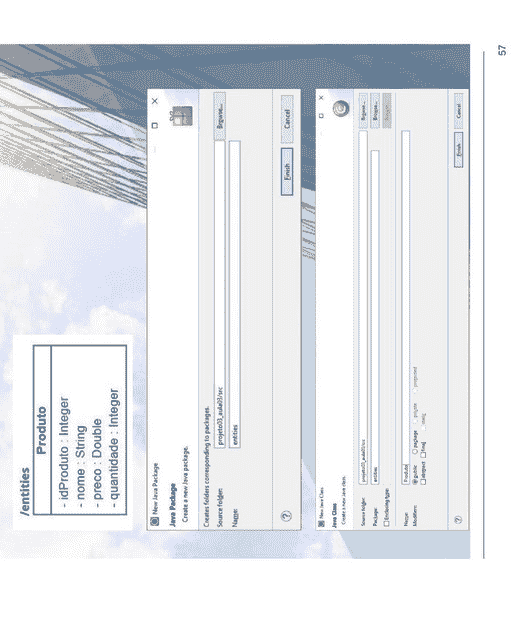 57
/entities
Produto
- idProduto : Integer
- nome : String
- preco : Double
- quantidade : Integer
New Java Package
Java Package
Create a new Java package.
Creates folders corresponding to packages.
Source folder:
projeto03_aula03/src
Browse...
Name:
entities
Finish
Cancel
New Java Class
Java Class
Create a new Java class.
Source folder:
projeto03_aula03/src
Browse...
Package:
entities
Browse...
Enclosing type:
Name:
Produto
Modifiers:
public
package
private
protected
abstract
final
static
Finish
Cancel